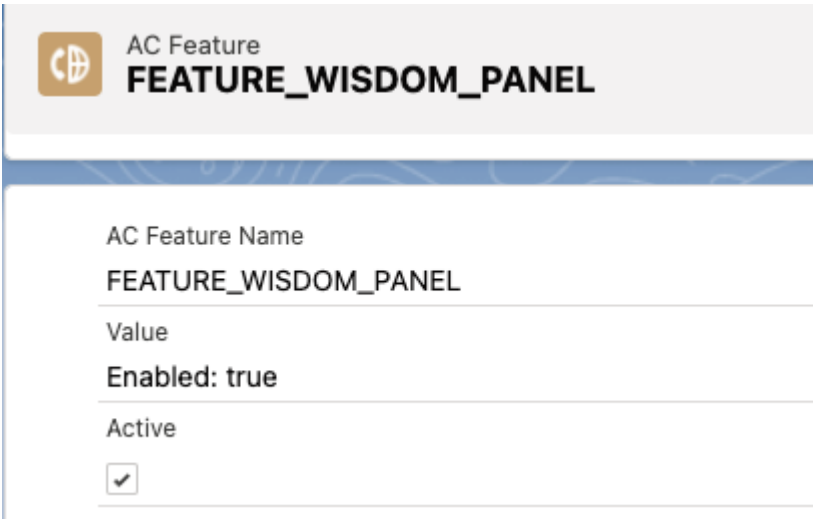 AC Feature
FEATURE_WISDOM_PANEL
AC Feature Name
FEATURE_WISDOM_PANEL
Value
Enabled: true
Active